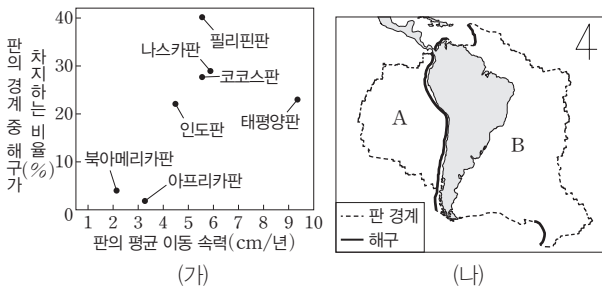 판의 경계 중 해구가
차지하는 비율
(%)
40
30
20
10
0
필리핀판
나스카판
코코스판
인도판
태평양판
북아메리카판
아프리카판
1 2 3 4 5 6 7 8 9 10
판의 평균 이동 속력(cm/년)
(가)
4
A
B
판 경계
해구
(나)